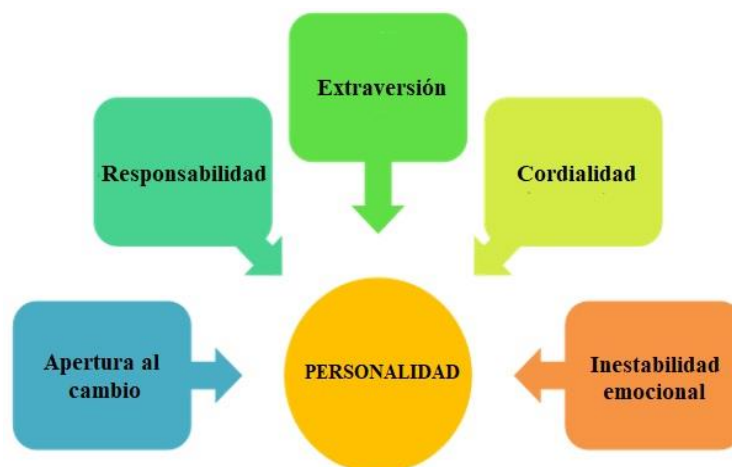 Extraversión
Responsabilidad
Cordialidad
Apertura al
cambio
PERSONALIDAD
Inestabilidad
emocional